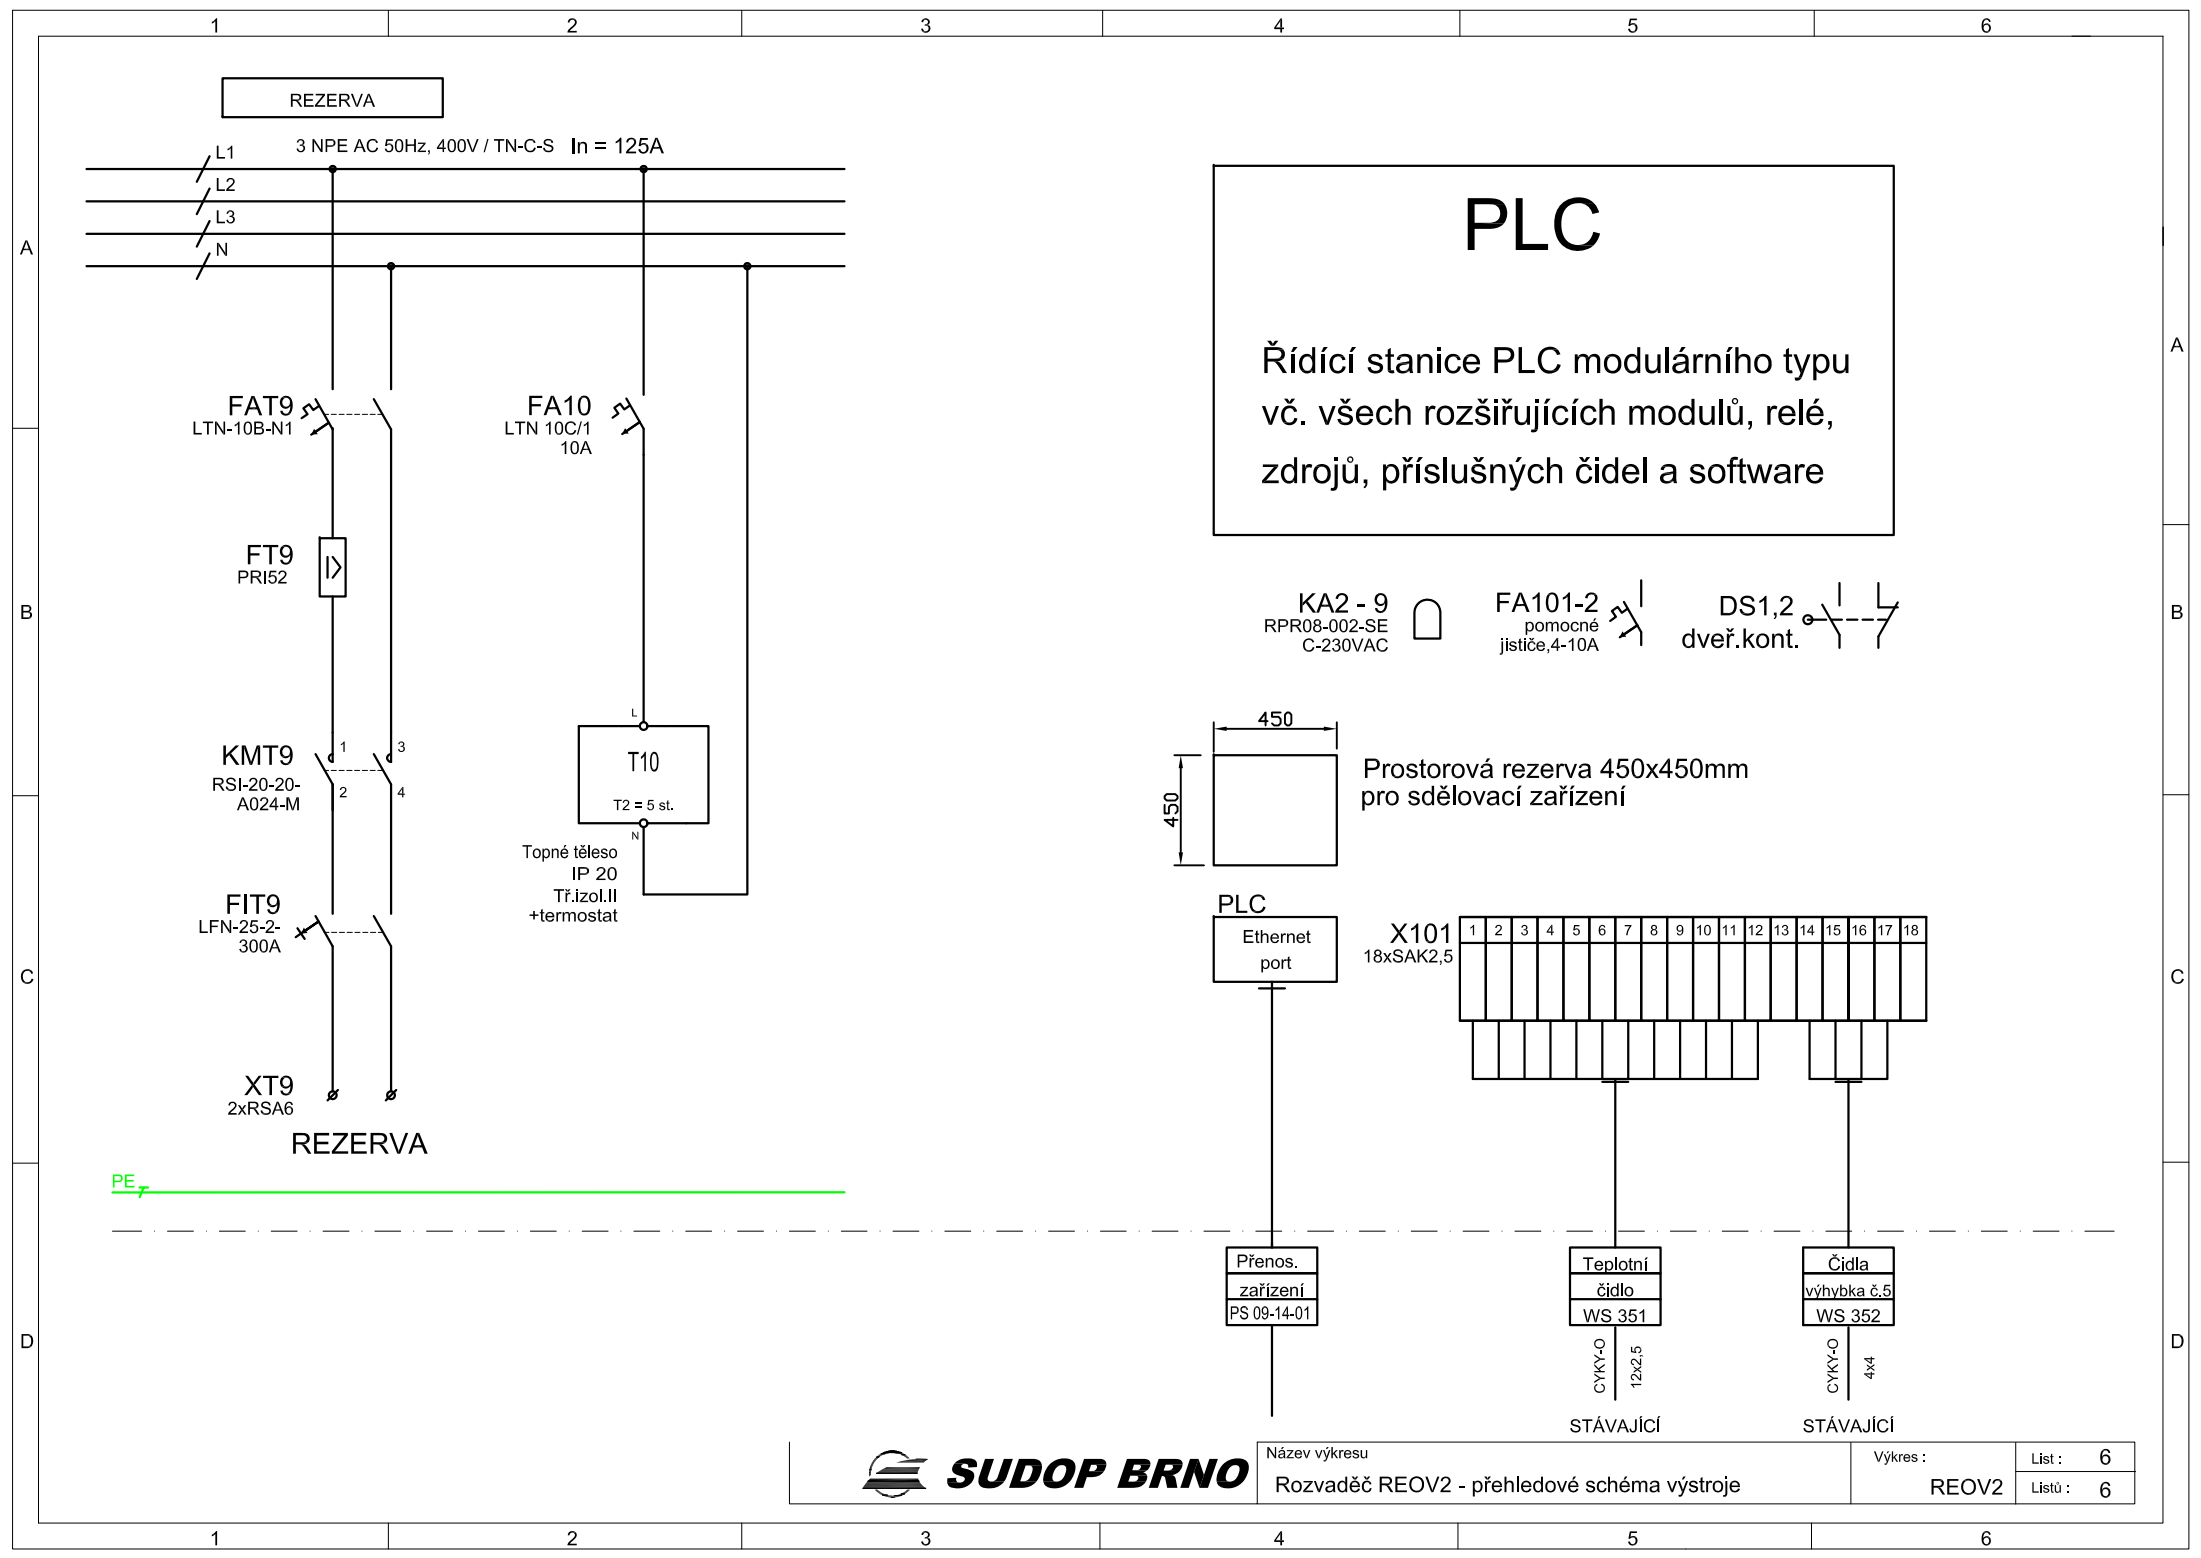 1 2 3 4 5 6
REZERVA
3 NPE AC 50Hz, 400V / TN-C-S In = 125A
L1
L2
L3
N
A
A
B
B
C
C
D
D
FAT9
LTN-10B-N1
FA10
LTN 10C/1
10A
FT9
PRI52
KMT9
RSI-20-20-
A024-M
1
3
2
4
L
T10
T2 = 5 st.
N
Topné těleso
IP 20
Tř.izol.II
+termostat
FIT9
LFN-25-2-
300A
XT9
2xRSA6
REZERVA
PE
PLC
Řídící stanice PLC modulárního typu
vč. všech rozšiřujících modulů, relé,
zdrojů, příslušných čidel a software
KA2 - 9
RPR08-002-SE
C-230VAC
FA101-2
pomocné
jističe,4-10A
DS1,2
dveř.kont.
450
450
Prostorová rezerva 450x450mm
pro sdělovací zařízení
PLC
Ethernet
port
X101
18xSAK2,5
1 2 3 4 5 6 7 8 9 10 11 12 13 14 15 16 17 18
Přenos.
zařízení
PS 09-14-01
Teplotní
čidlo
WS 351
CYKY-O
12x2,5
STÁVAJÍCÍ
Čidla
výhybka č.5
WS 352
CYKY-O
4x4
STÁVAJÍCÍ
SUDOP BRNO
Název výkresu
Rozvaděč REOV2 - přehledové schéma výstroje
Výkres :
REOV2
List : 6
Listů : 6
1 2 3 4 5 6